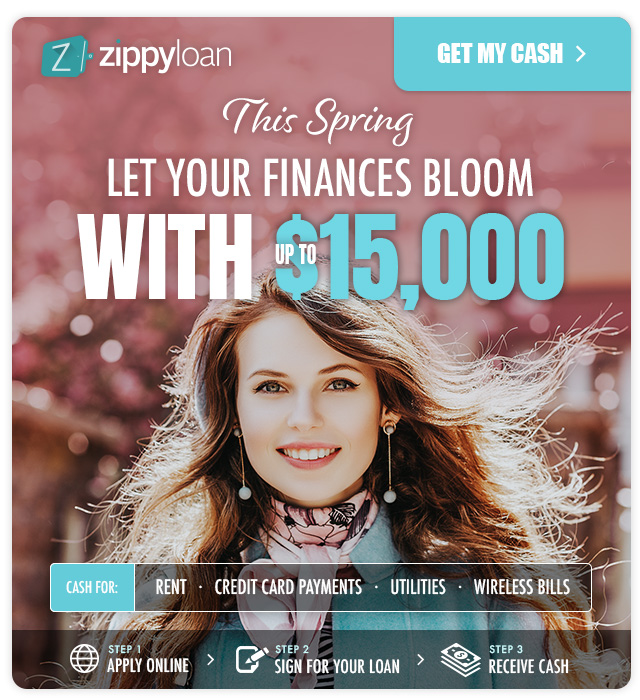 zippyloan
GET MY CASH
This Spring
LET YOUR FINANCES BLOOM
WITH UP TO $15,000
CASH FOR: RENT · CREDIT CARD PAYMENTS · UTILITIES · WIRELESS BILLS
STEP 1
APPLY ONLINE
STEP 2
SIGN FOR YOUR LOAN
STEP 3
RECEIVE CASH